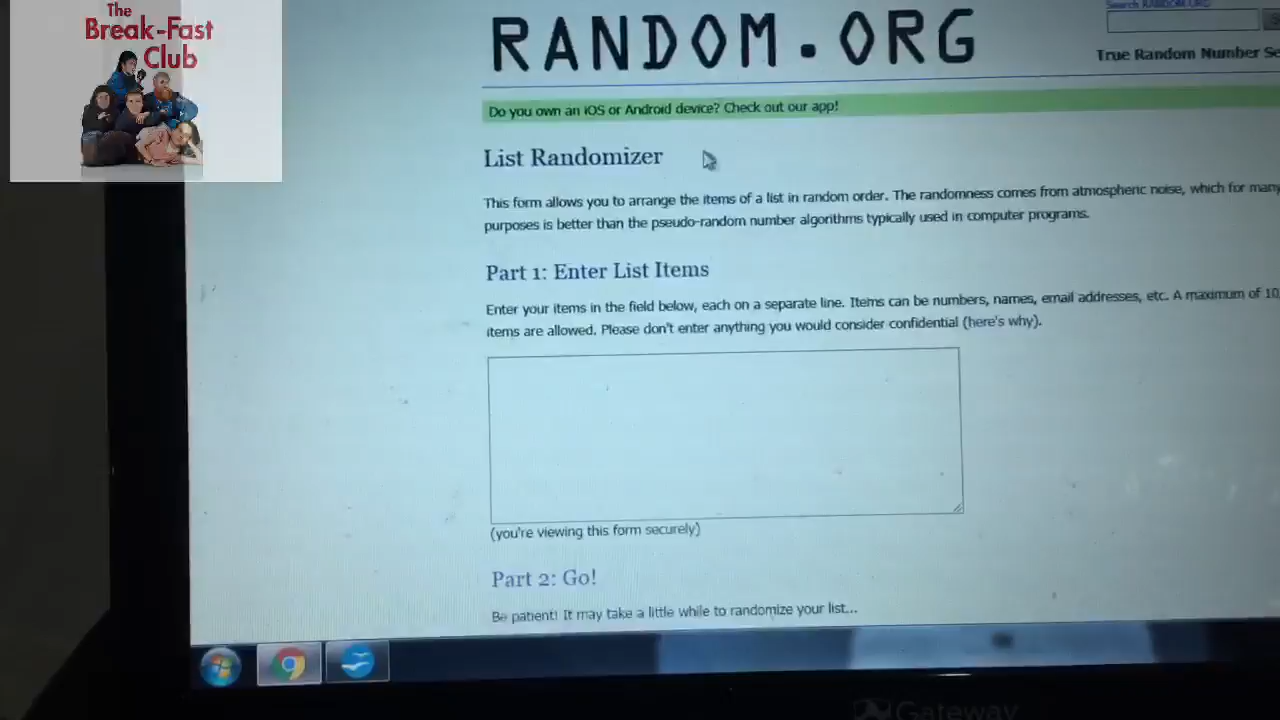 The
Break-Fast
Club
RANDOM.ORG
Search RANDOM.ORG
True Random Number Se
Do you own an iOS or Android device? Check out our app!
List Randomizer
This form allows you to arrange the items of a list in random order. The randomness comes from atmospheric noise, which for many
purposes is better than the pseudo-random number algorithms typically used in computer programs.
Part 1: Enter List Items
Enter your items in the field below, each on a separate line. Items can be numbers, names, email addresses, etc. A maximum of 10
items are allowed. Please don't enter anything you would consider confidential (here's why).
(you're viewing this form securely)
Part 2: Go!
Be patient! It may take a little while to randomize your list...
Gateway